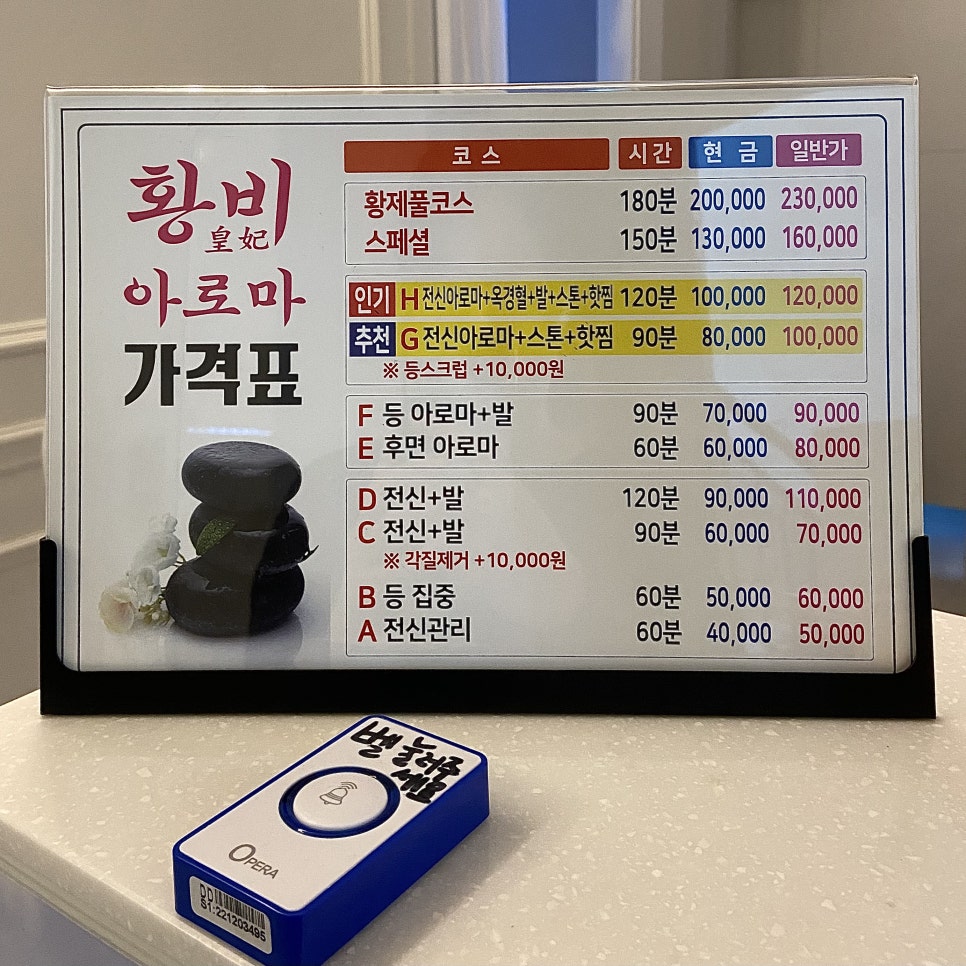 황비
皇妃
아로마
가격표
코스 시간 현금 일반가
황제풀코스 180분 200,000 230,000
스페셜 150분 130,000 160,000
인기 H 전신아로마+옥경혈+발+스톤+핫찜 120분 100,000 120,000
추천 G 전신아로마+스톤+핫찜 90분 80,000 100,000
※ 등스크럽 +10,000원
F 등 아로마+발 90분 70,000 90,000
E 후면 아로마 60분 60,000 80,000
D 전신+발 120분 90,000 110,000
C 전신+발 90분 60,000 70,000
※ 각질제거 +10,000원
B 등 집중 60분 50,000 60,000
A 전신관리 60분 40,000 50,000
벨 눌러주
세요
OPERA
DD
S1:221203495